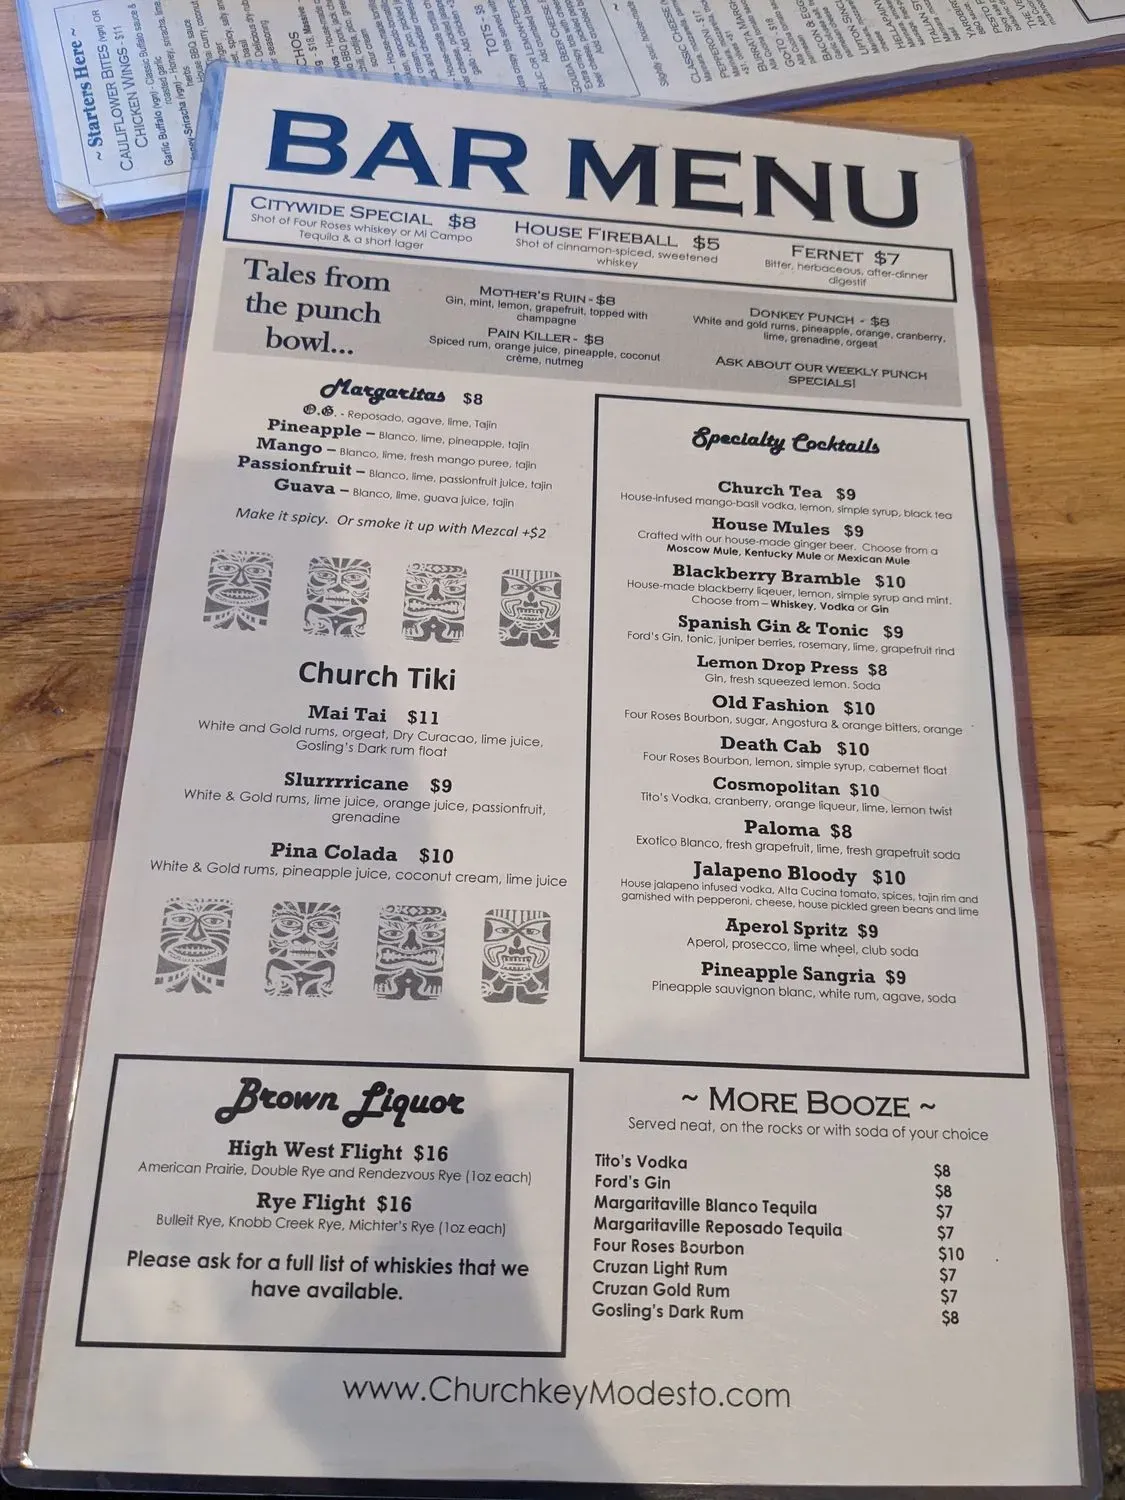 ~ Starters Here ~
CAULIFLOWER BITES (vgn) OR
CHICKEN WINGS - $11
BAR MENU
CITYWIDE SPECIAL $8
Shot of Four Roses whiskey or Mi Campo
Tequila & a short lager
HOUSE FIREBALL $5
Shot of cinnamon-spiced, sweetened
whiskey
FERNET $7
Bitter, herbaceous, after-dinner
digestif
Tales from
the punch
bowl...
MOTHER'S RUIN - $8
Gin, mint, lemon, grapefruit, topped with
champagne
PAIN KILLER - $8
Spiced rum, orange juice, pineapple, coconut
crème, nutmeg
DONKEY PUNCH - $8
White and gold rums, pineapple, orange, cranberry,
lime, grenadine, orgeat
ASK ABOUT OUR WEEKLY PUNCH
SPECIALS!
Margaritas $8
O.G. - Reposado, agave, lime, Tajin
Pineapple – Blanco, lime, pineapple, tajin
Mango – Blanco, lime, fresh mango puree, tajin
Passionfruit – Blanco, lime, passionfruit juice, tajin
Guava – Blanco, lime, guava juice, tajin
Make it spicy. Or smoke it up with Mezcal +$2
Church Tiki
Mai Tai $11
White and Gold rums, orgeat, Dry Curacao, lime juice,
Gosling's Dark rum float
Slurrrricane $9
White & Gold rums, lime juice, orange juice, passionfruit,
grenadine
Pina Colada $10
White & Gold rums, pineapple juice, coconut cream, lime juice
Specialty Cocktails
Church Tea $9
House-infused mango-basil vodka, lemon, simple syrup, black tea
House Mules $9
Crafted with our house-made ginger beer. Choose from a
Moscow Mule, Kentucky Mule or Mexican Mule
Blackberry Bramble $10
House-made blackberry liqeuer, lemon, simple syrup and mint.
Choose from – Whiskey, Vodka or Gin
Spanish Gin & Tonic $9
Ford's Gin, tonic, juniper berries, rosemary, lime, grapefruit rind
Lemon Drop Press $8
Gin, fresh squeezed lemon. Soda
Old Fashion $10
Four Roses Bourbon, sugar, Angostura & orange bitters, orange
Death Cab $10
Four Roses Bourbon, lemon, simple syrup, cabernet float
Cosmopolitan $10
Tito's Vodka, cranberry, orange liqueur, lime, lemon twist
Paloma $8
Exotico Blanco, fresh grapefruit, lime, fresh grapefruit soda
Jalapeno Bloody $10
House jalapeno infused vodka, Alta Cucina tomato, spices, tajin rim and
garnished with pepperoni, cheese, house pickled green beans and lime
Aperol Spritz $9
Aperol, prosecco, lime wheel, club soda
Pineapple Sangria $9
Pineapple sauvignon blanc, white rum, agave, soda
Brown Liquor
High West Flight $16
American Prairie, Double Rye and Rendezvous Rye (1oz each)
Rye Flight $16
Bulleit Rye, Knobb Creek Rye, Michter's Rye (1oz each)
Please ask for a full list of whiskies that we
have available.
~ MORE BOOZE ~
Served neat, on the rocks or with soda of your choice
Tito's Vodka $8
Ford's Gin $8
Margaritaville Blanco Tequila $7
Margaritaville Reposado Tequila $7
Four Roses Bourbon $10
Cruzan Light Rum $7
Cruzan Gold Rum $7
Gosling's Dark Rum $8
www.ChurchkeyModesto.com